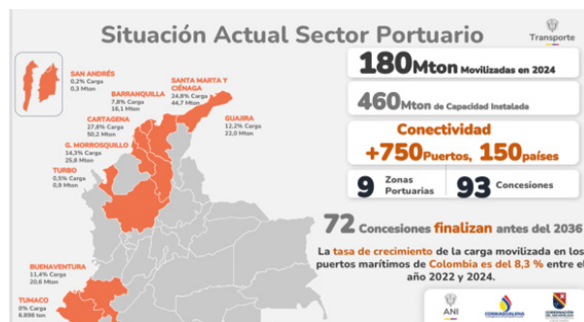 Situación Actual Sector Portuario
Transporte
SAN ANDRÉS
0,2% Carga
0,3 Mton
BARRANQUILLA
7,8% Carga
16,1 Mton
SANTA MARTA Y
CIÉNAGA
24,8% Carga
44,7 Mton
CARTAGENA
27,8% Carga
50,2 Mton
GUAJIRA
12,2% Carga
22,0 Mton
G. MORROSQUILLO
14,3% Carga
25,8 Mton
TURBO
0,5% Carga
0,9 Mton
BUENAVENTURA
11,4% Carga
20,6 Mton
TUMACO
0% Carga
6.898 ton
180Mton Movilizadas en 2024
460Mton de Capacidad Instalada
Conectividad
+750Puertos, 150países
9 Zonas
Portuarias
93 Concesiones
72 Concesiones finalizan antes del 2036
La tasa de crecimiento de la carga movilizada en los
puertos marítimos de Colombia es del 8,3 % entre el
año 2022 y 2024.
ANI
CORMAGDALENA